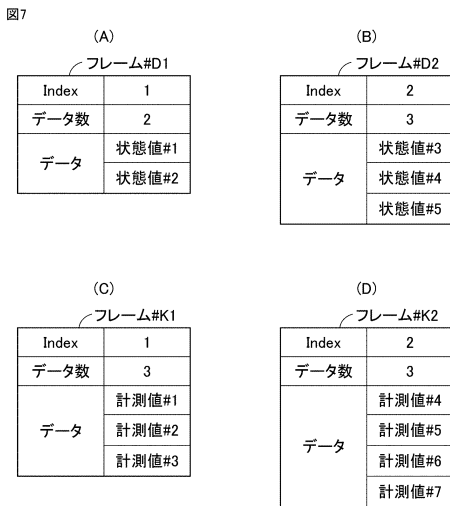 図7
(A)
フレーム#D1
Index 1
データ数 2
データ 状態値#1
状態値#2
(B)
フレーム#D2
Index 2
データ数 3
データ 状態値#3
状態値#4
状態値#5
(C)
フレーム#K1
Index 1
データ数 3
データ 計測値#1
計測値#2
計測値#3
(D)
フレーム#K2
Index 2
データ数 3
データ 計測値#4
計測値#5
計測値#6
計測値#7